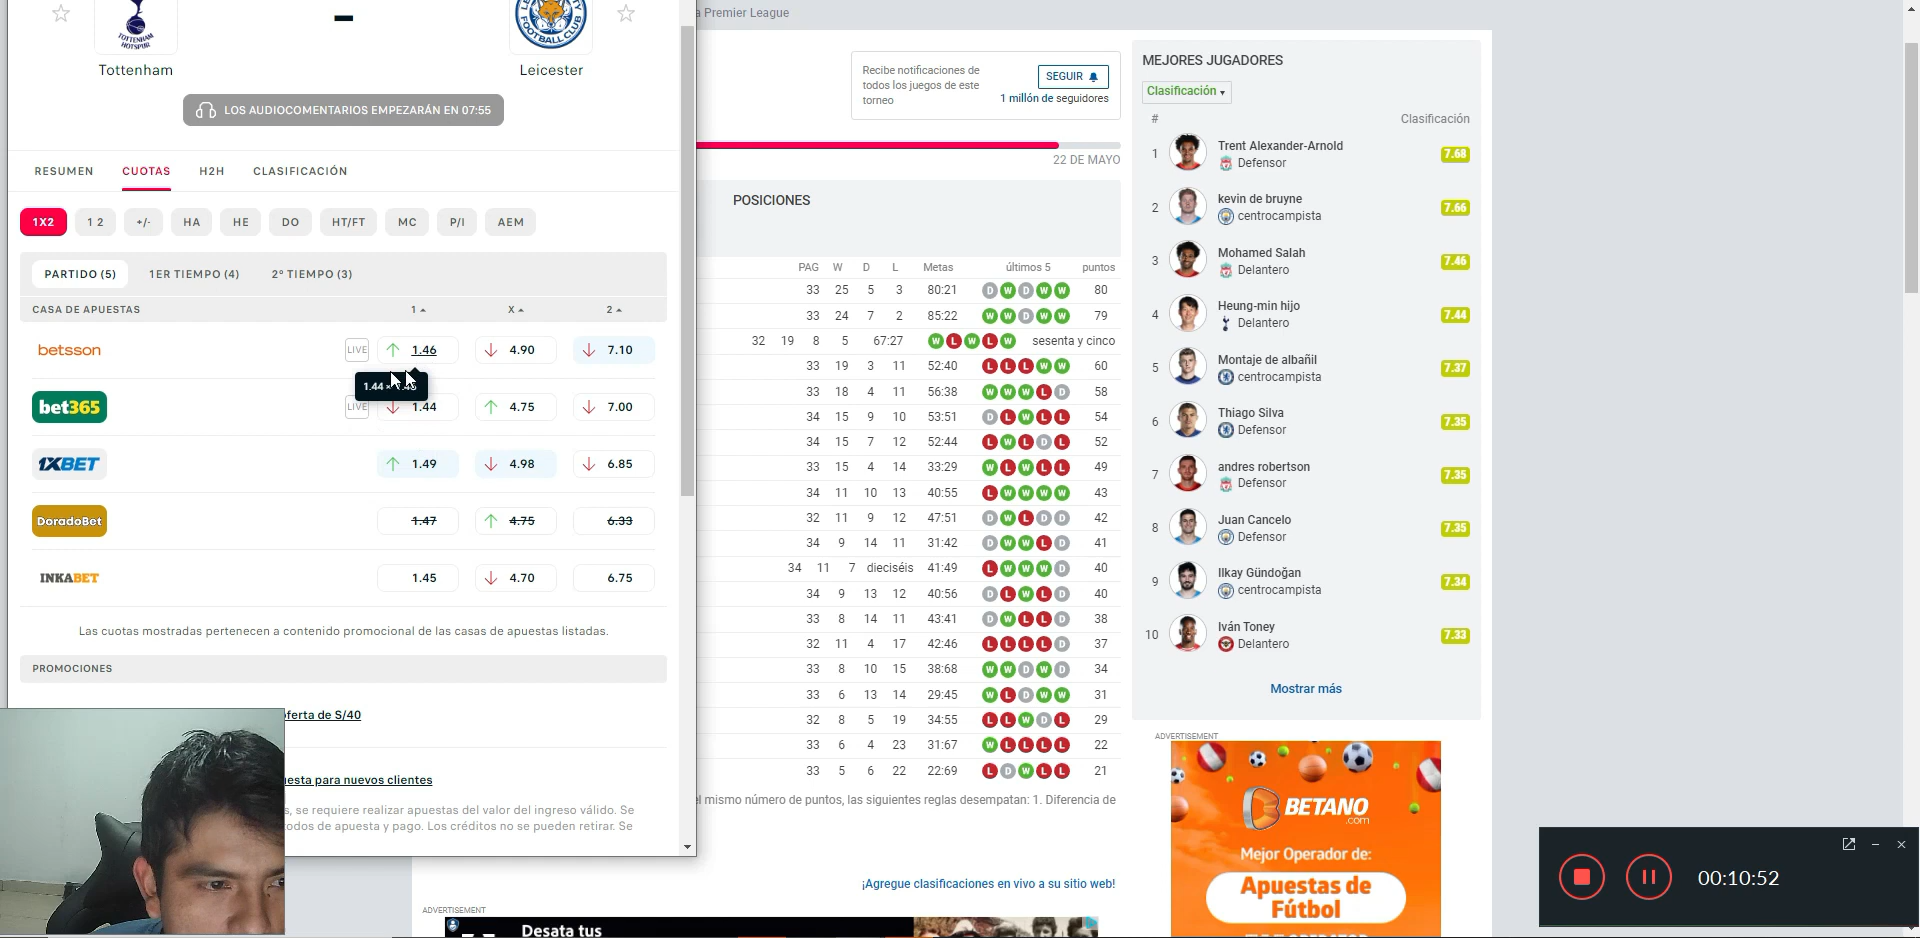 TOTTENHAM
HOTSPUR
FOOTBALL CLUB
Tottenham
Leicester
LOS AUDIOCOMENTARIOS EMPEZARÁN EN 07:55
RESUMEN CUOTAS H2H CLASIFICACIÓN
1X2 1 2 +/- HA HE DO HT/FT MC P/I AEM
PARTIDO (5) 1ER TIEMPO (4) 2º TIEMPO (3)
CASA DE APUESTAS 1 X 2
betsson LIVE 1.46 4.90 7.10
1.44
bet365 LIVE 1.44 4.75 7.00
1XBET 1.49 4.98 6.85
DoradoBet 1.47 4.75 6.33
INKABET 1.45 4.70 6.75
Las cuotas mostradas pertenecen a contenido promocional de las casas de apuestas listadas.
PROMOCIONES
oferta de S/40
para nuevos clientes
s, se requiere realizar apuestas del valor del ingreso válido. Se
de apuesta y pago. Los créditos no se pueden retirar. Se
a Premier League
Recibe notificaciones de
todos los juegos de este
torneo
SEGUIR
1 millón de seguidores
22 DE MAYO
POSICIONES
PAG W D L Metas últimos 5 puntos
33 25 5 3 80:21 D W D W W 80
33 24 7 2 85:22 W W D W W 79
32 19 8 5 67:27 W L W L W sesenta y cinco
33 19 3 11 52:40 L L L W W 60
33 18 4 11 56:38 W W W L D 58
34 15 9 10 53:51 D L W L L 54
34 15 7 12 52:44 L W L D L 52
33 15 4 14 33:29 W L W L L 49
34 11 10 13 40:55 L W W W W 43
32 11 9 12 47:51 D W L D D 42
34 9 14 11 31:42 D W W L D 41
34 11 7 dieciséis 41:49 L W W W D 40
34 9 13 12 40:56 D L W L D 40
33 8 14 11 43:41 D W L L D 38
32 11 4 17 42:46 L L L L D 37
33 8 10 15 38:68 W W D W D 34
33 6 13 14 29:45 W L D W W 31
32 8 5 19 34:55 L L W D L 29
33 6 4 23 31:67 W L L L L 22
33 5 6 22 22:69 L D W L L 21
el mismo número de puntos, las siguientes reglas desempatan: 1. Diferencia de
¡Agregue clasificaciones en vivo a su sitio web!
ADVERTISEMENT
Desata tus
MEJORES JUGADORES
Clasificación
# Clasificación
1 Trent Alexander-Arnold 7.68
Defensor
2 kevin de bruyne 7.66
centrocampista
3 Mohamed Salah 7.46
Delantero
4 Heung-min hijo 7.44
Delantero
5 Montaje de albañil 7.37
centrocampista
6 Thiago Silva 7.35
Defensor
7 andres robertson 7.35
Defensor
8 Juan Cancelo 7.35
Defensor
9 Ilkay Gündoğan 7.34
centrocampista
10 Iván Toney 7.33
Delantero
Mostrar más
ADVERTISEMENT
BETANO
.com
Mejor Operador de:
Apuestas de
Fútbol
00:10:52